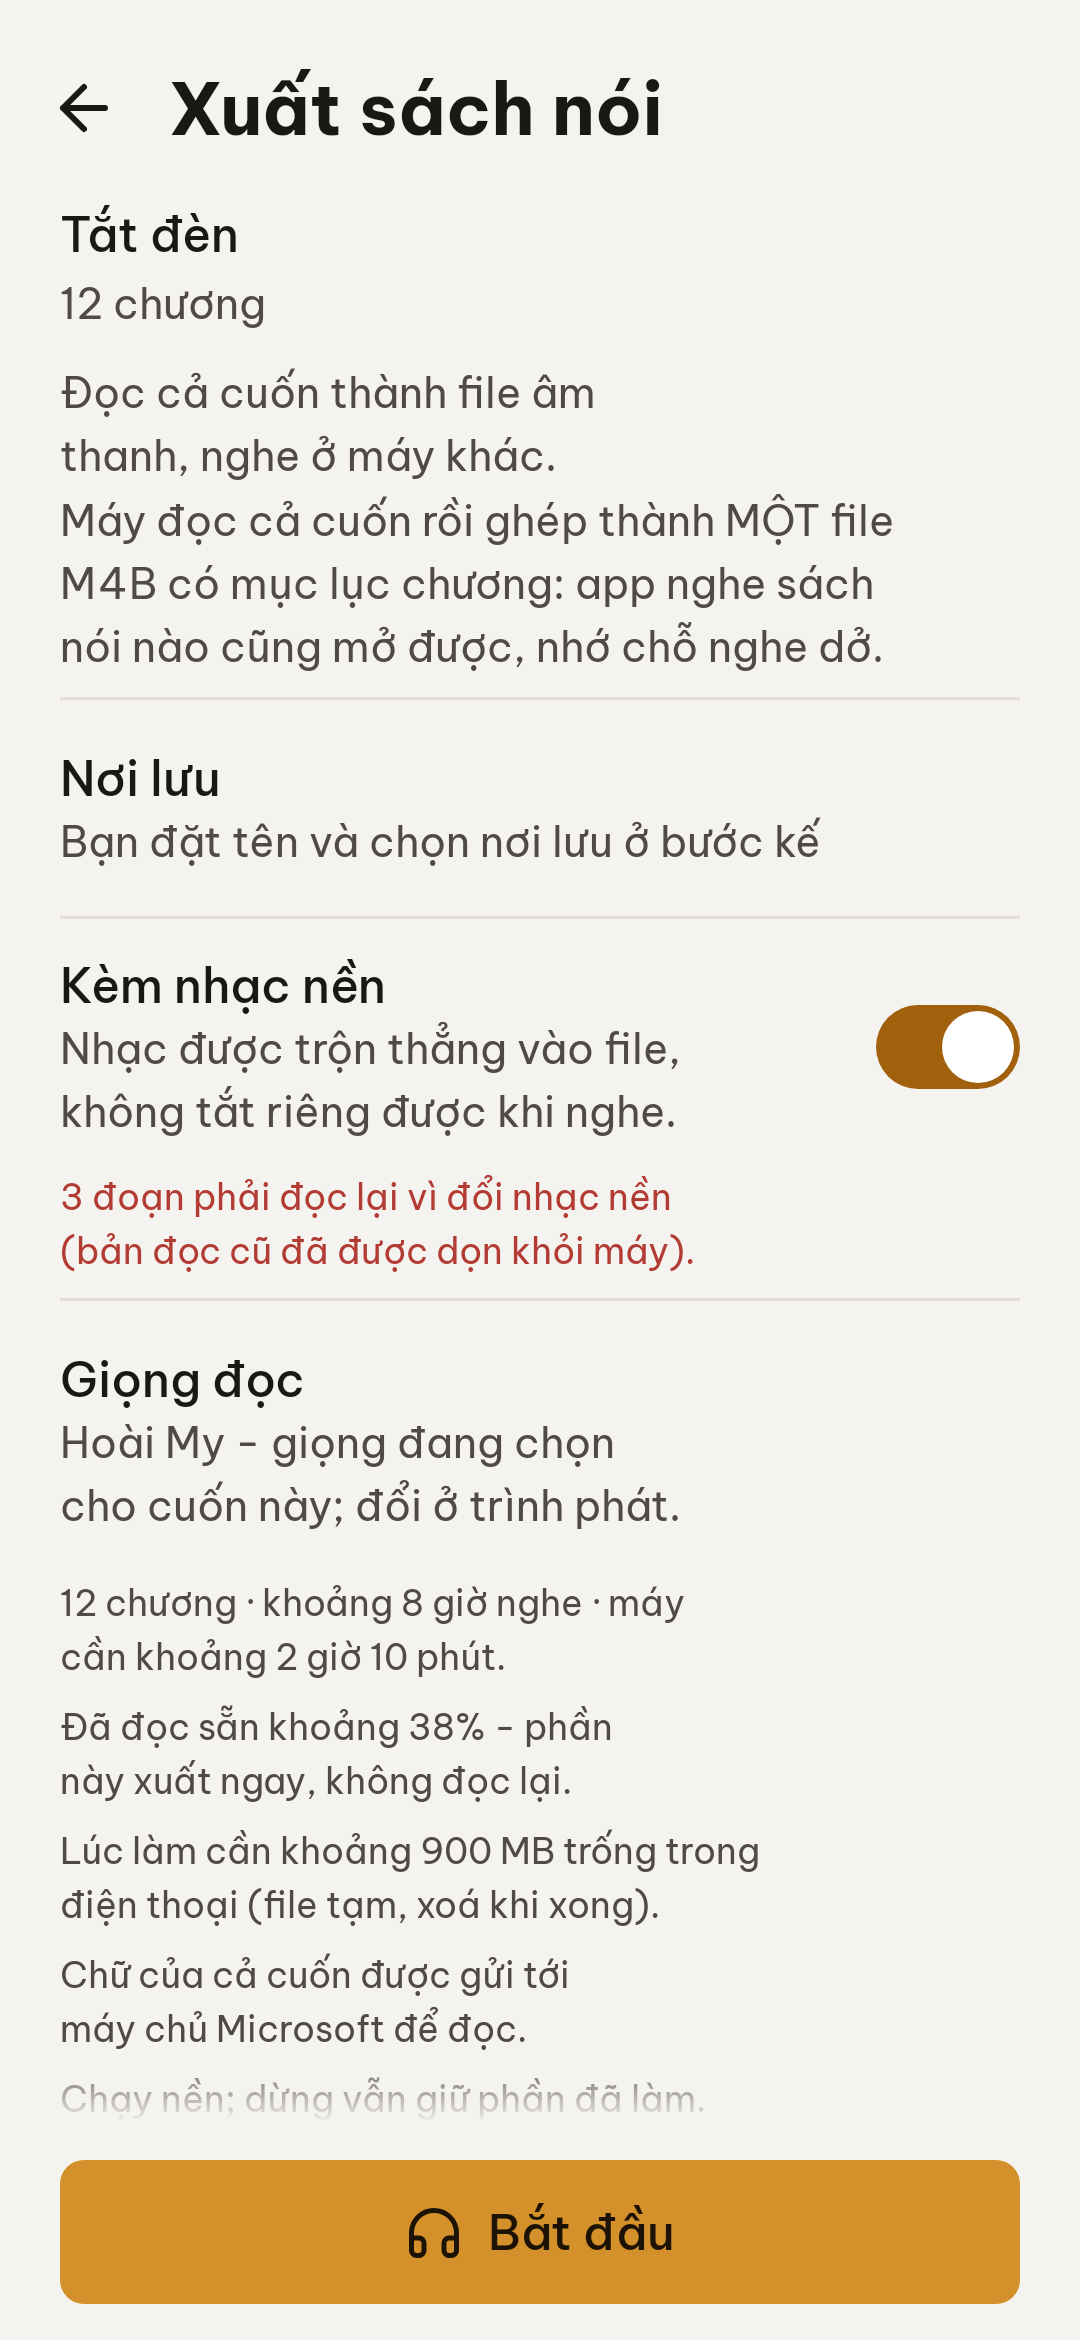 Xuất sách nói
Tắt đèn
12 chương
Đọc cả cuốn thành file âm
thanh, nghe ở máy khác.
Máy đọc cả cuốn rồi ghép thành MỘT file
M4B có mục lục chương: app nghe sách
nói nào cũng mở được, nhớ chỗ nghe dở.
Nơi lưu
Bạn đặt tên và chọn nơi lưu ở bước kế
Kèm nhạc nền
Nhạc được trộn thẳng vào file,
không tắt riêng được khi nghe.
3 đoạn phải đọc lại vì đổi nhạc nền
(bản đọc cũ đã được dọn khỏi máy).
Giọng đọc
Hoài My - giọng đang chọn
cho cuốn này; đổi ở trình phát.
12 chương · khoảng 8 giờ nghe · máy
cần khoảng 2 giờ 10 phút.
Đã đọc sẵn khoảng 38% - phần
này xuất ngay, không đọc lại.
Lúc làm cần khoảng 900 MB trống trong
điện thoại (file tạm, xoá khi xong).
Chữ của cả cuốn được gửi tới
máy chủ Microsoft để đọc.
Chạy nền; dừng vẫn giữ phần đã làm.
Bắt đầu